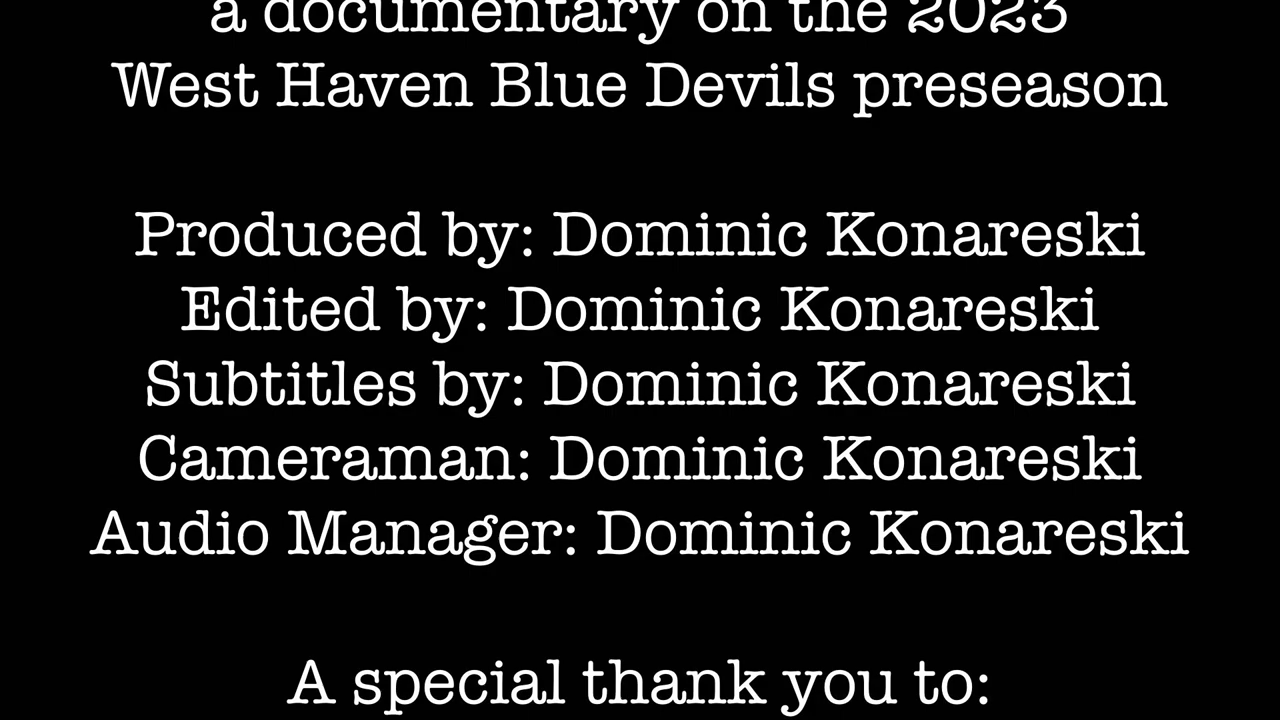 a documentary on the 2023
West Haven Blue Devils preseason
Produced by: Dominic Konareski
Edited by: Dominic Konareski
Subtitles by: Dominic Konareski
Cameraman: Dominic Konareski
Audio Manager: Dominic Konareski
A special thank you to: